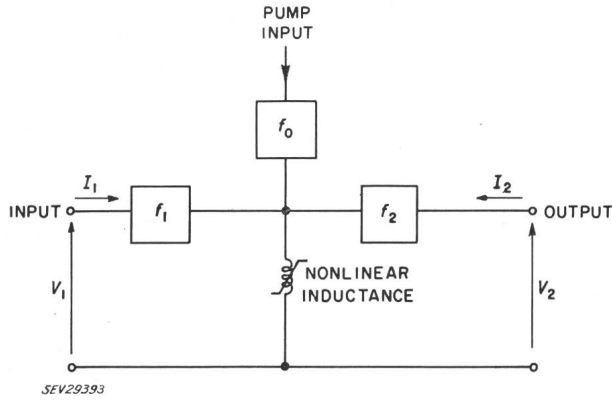 PUMP
INPUT
f0
I1
I2
INPUT
f1
f2
OUTPUT
V1
NONLINEAR
INDUCTANCE
V2
SEV29393